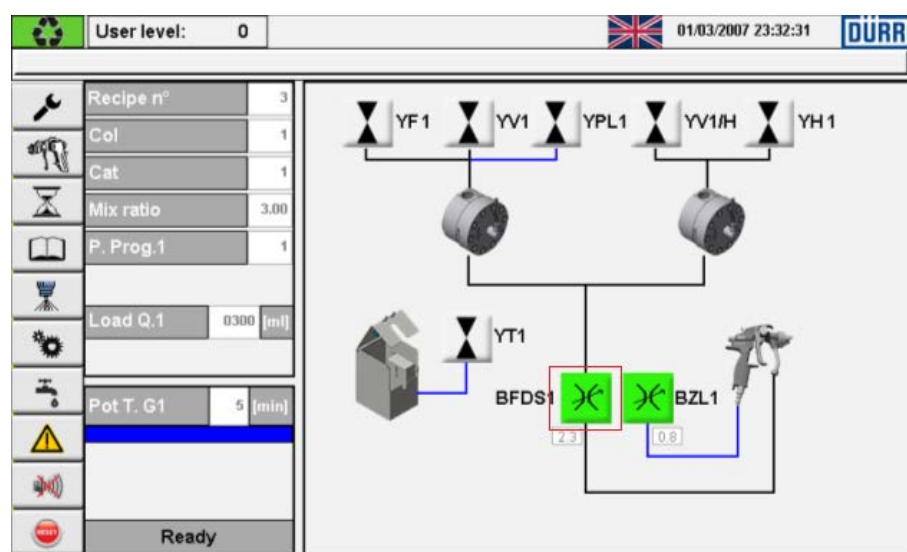 User level: 0
01/03/2007 23:32:31
DÜRR
Recipe n° 3
Col 1
Cat 1
Mix ratio 3.00
P. Prog.1 1
Load Q.1 0300 [ml]
Pot T. G1 5 [min]
Ready
YF1 YV1 YPL1 YV1/H YH1
YT1
BFDS1 BZL1
2.3 0.8
RESET